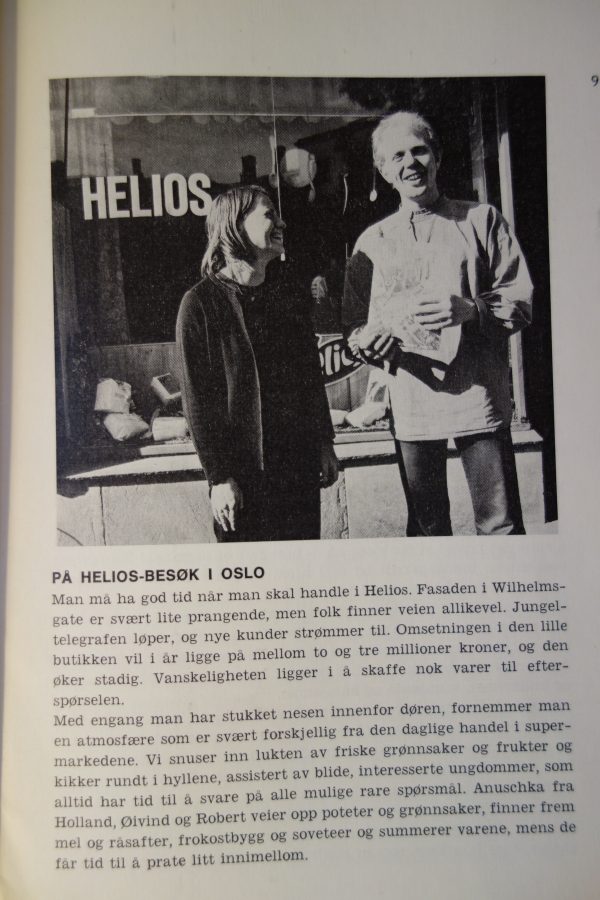 9
HELIOS
PÅ HELIOS-BESØK I OSLO
Man må ha god tid når man skal handle i Helios. Fasaden i Wilhelms-
gate er svært lite prangende, men folk finner veien allikevel. Jungel-
telegrafen løper, og nye kunder strømmer til. Omsetningen i den lille
butikken vil i år ligge på mellom to og tre millioner kroner, og den
øker stadig. Vanskeligheten ligger i å skaffe nok varer til efter-
spørselen.
Med engang man har stukket nesen innenfor døren, fornemmer man
en atmosfære som er svært forskjellig fra den daglige handel i super-
markedene. Vi snuser inn lukten av friske grønnsaker og frukter og
kikker rundt i hyllene, assistert av blide, interesserte ungdommer, som
alltid har tid til å svare på alle mulige rare spørsmål. Anuschka fra
Holland, Øivind og Robert veier opp poteter og grønnsaker, finner frem
mel og råsafter, frokostbygg og soveteer og summerer varene, mens de
får tid til å prate litt innimellom.